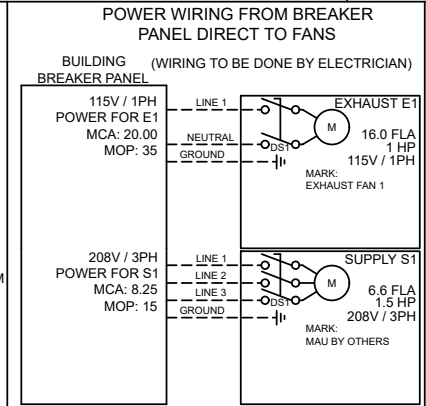 POWER WIRING FROM BREAKER
PANEL DIRECT TO FANS
BUILDING
BREAKER PANEL
(WIRING TO BE DONE BY ELECTRICIAN)
115V / 1PH
POWER FOR E1
MCA: 20.00
MOP: 35
LINE 1
NEUTRAL
GROUND
DS1
M
EXHAUST E1
16.0 FLA
1 HP
115V / 1PH
MARK:
EXHAUST FAN 1
208V / 3PH
POWER FOR S1
MCA: 8.25
MOP: 15
LINE 1
LINE 2
LINE 3
GROUND
DS1
M
SUPPLY S1
6.6 FLA
1.5 HP
208V / 3PH
MARK:
MAU BY OTHERS
M